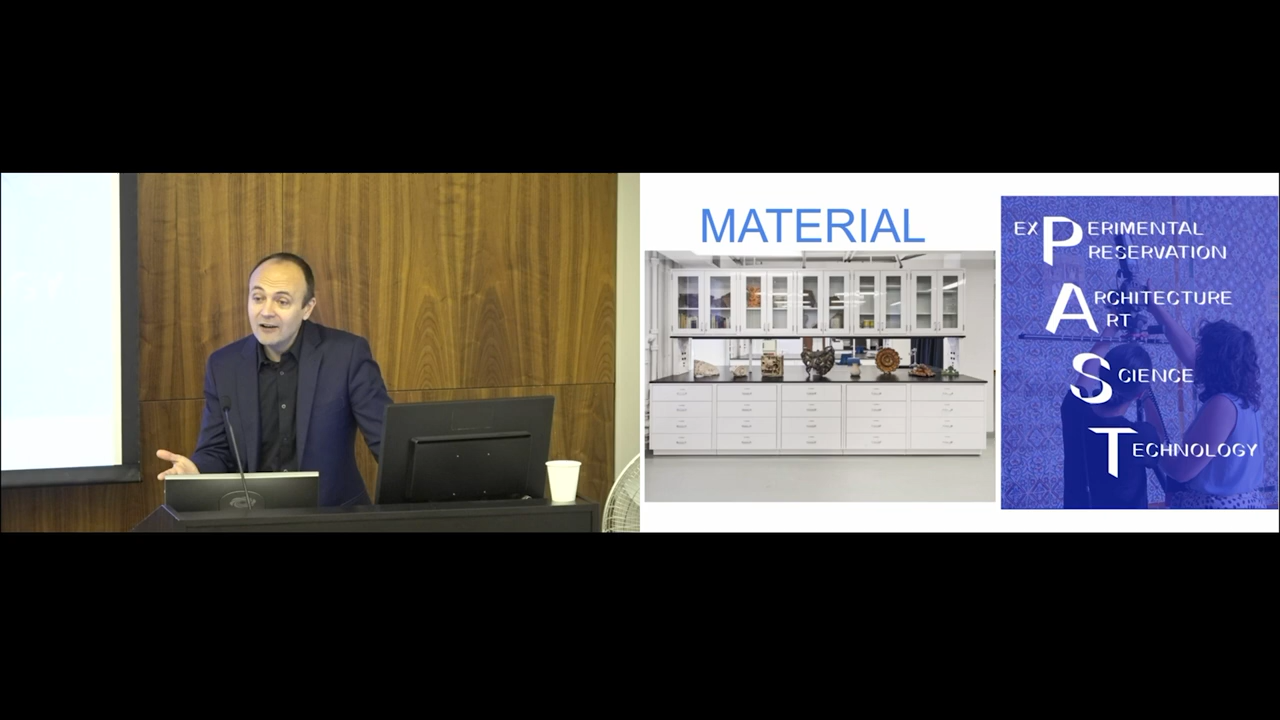 MATERIAL
EXPERIMENTAL
PRESERVATION
ARCHITECTURE
ART
SCIENCE
TECHNOLOGY